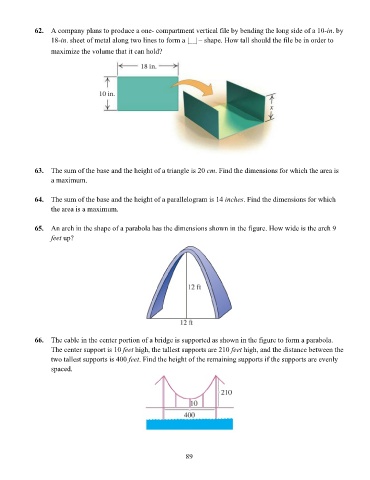 62. A company plans to produce a one- compartment vertical file by bending the long side of a 10-in. by
18-in. sheet of metal along two lines to form a |__| – shape. How tall should the file be in order to
maximize the volume that it can hold?
18 in.
10 in.
x
63. The sum of the base and the height of a triangle is 20 cm. Find the dimensions for which the area is
a maximum.
64. The sum of the base and the height of a parallelogram is 14 inches. Find the dimensions for which
the area is a maximum.
65. An arch in the shape of a parabola has the dimensions shown in the figure. How wide is the arch 9
feet up?
12 ft
12 ft
66. The cable in the center portion of a bridge is supported as shown in the figure to form a parabola.
The center support is 10 feet high, the tallest supports are 210 feet high, and the distance between the
two tallest supports is 400 feet. Find the height of the remaining supports if the supports are evenly
spaced.
210
10
400
89